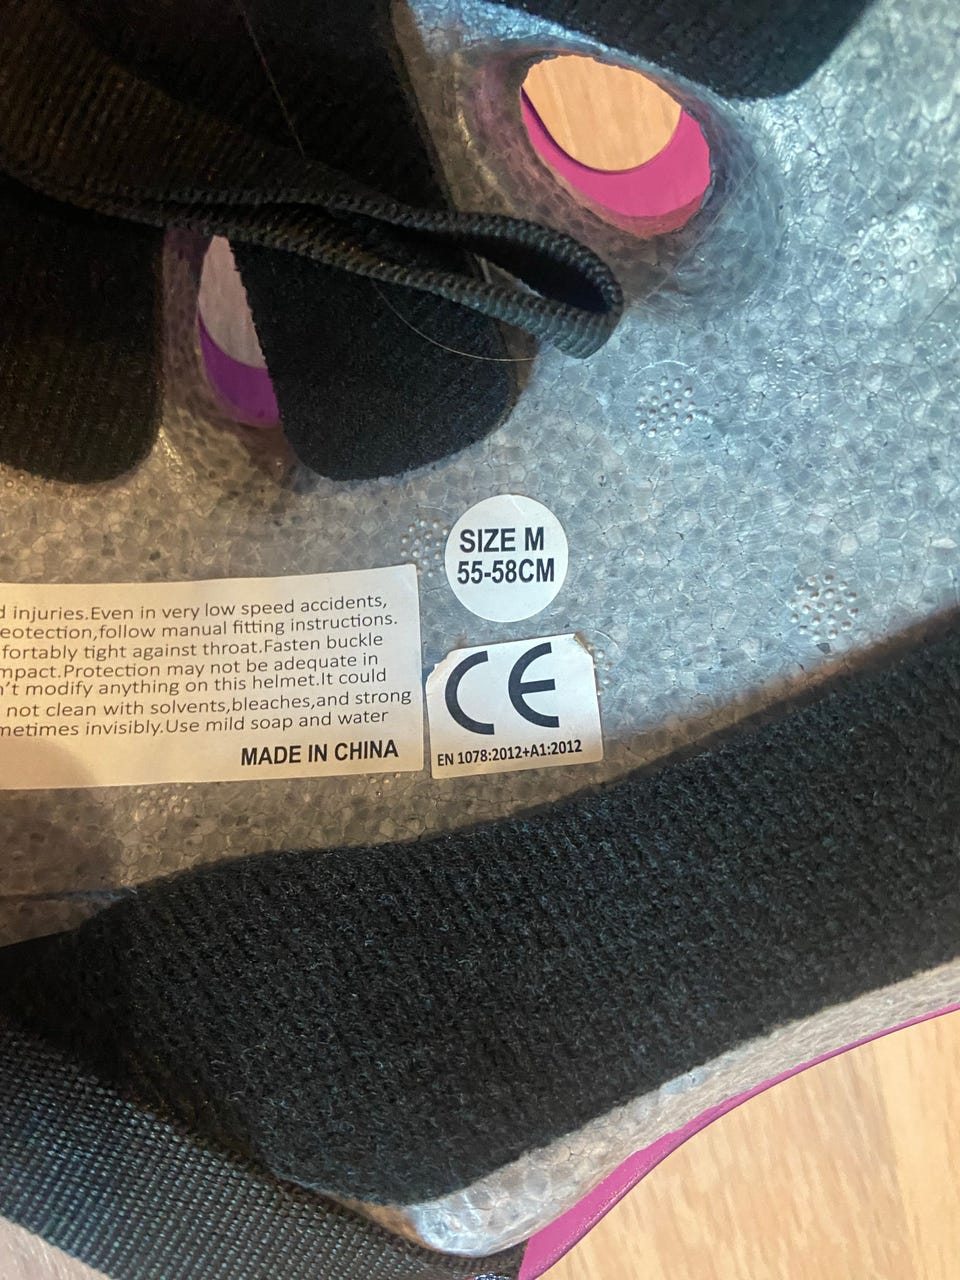 SIZE M
55-58CM
injuries.Even in very low speed accidents,
eotection,follow manual fitting instructions.
fortably tight against throat.Fasten buckle
mpact.Protection may not be adequate in
't modify anything on this helmet.It could
not clean with solvents,bleaches,and strong
metimes invisibly.Use mild soap and water
MADE IN CHINA
CE
EN 1078:2012+A1:2012